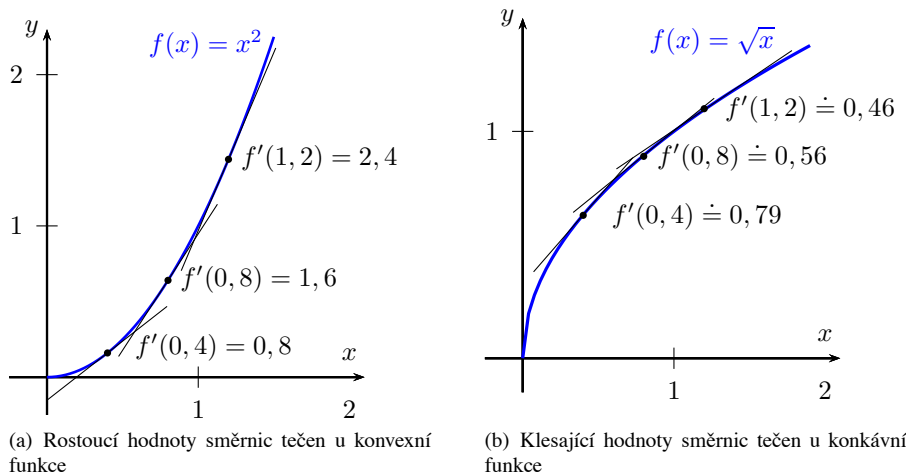 y
f(x) = x²
2
f′(1, 2) = 2, 4
1
f′(0, 8) = 1, 6
f′(0, 4) = 0, 8
x
1
2
(a) Rostoucí hodnoty směrnic tečen u konvexní
funkce
y
f(x) = √x
f′(1, 2) ≐ 0, 46
1
f′(0, 8) ≐ 0, 56
f′(0, 4) ≐ 0, 79
x
1
2
(b) Klesající hodnoty směrnic tečen u konkávní
funkce